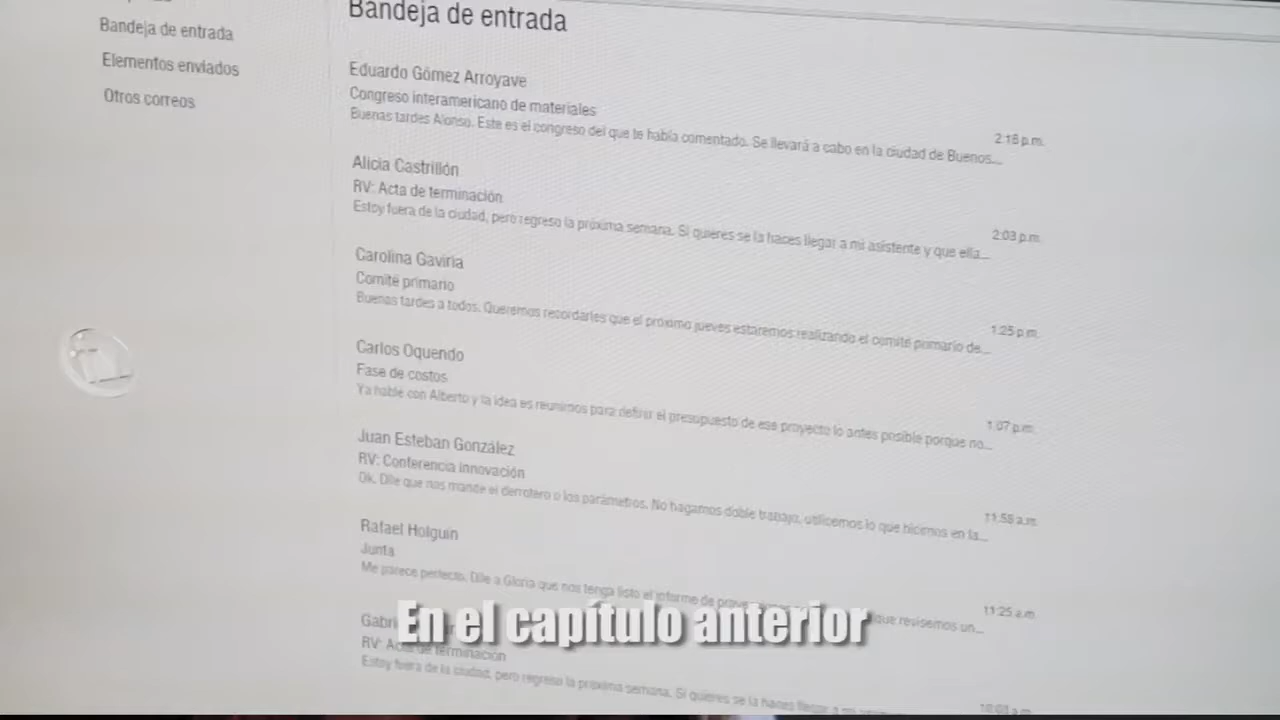 Bandeja de entrada
Elementos enviados
Otros correos
Bandeja de entrada
Eduardo Gómez Arroyave
Congreso interamericano de materiales
Buenas tardes Alonso. Este es el congreso del que te había comentado. Se llevará a cabo en la ciudad de Buenos...
2:16 p.m.
Alicia Castrillón
RV: Acta de terminación
Estoy fuera de la ciudad, pero regreso la próxima semana. Si quieres se la haces llegar a mi asistente y que ella...
2:03 p.m.
Carolina Gaviria
Comité primario
Buenas tardes a todos. Queremos recordarles que el próximo jueves estaremos realizando el comité primario de...
1:25 p.m.
Carlos Oquendo
Fase de costos
Ya hablé con Alberto y la idea es reunirnos para definir el presupuesto de ese proyecto lo antes posible porque no...
1:07 p.m.
Juan Esteban González
RV: Conferencia innovación
Ok. Dile que nos mande el derrotero o los parámetros. No hagamos doble trabajo, utilicemos lo que hicimos en la...
11:58 a.m.
Rafael Holguín
Junta
Me parece perfecto. Dile a Gloria que nos tenga listo el informe de que revisemos un...
11:25 a.m.
RV: Acta de terminación
Estoy fuera de la ciudad, pero regreso la próxima semana. Si quieres se la haces llegar a mi
En el capítulo anterior